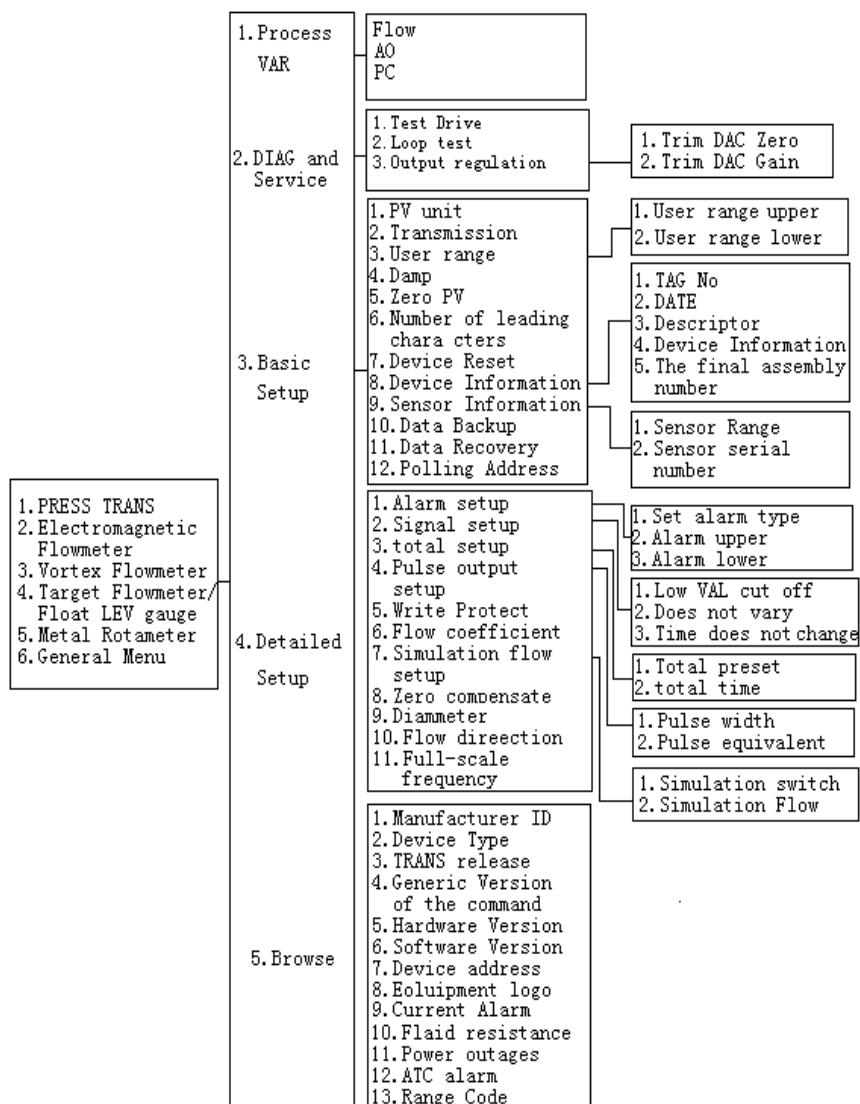 1.PRESS TRANS
2.Electromagnetic
Flowmeter
3.Vortex Flowmeter
4.Target Flowmeter/
Float LEV gauge
5.Metal Rotameter
6.General Menu
1.Process
VAR
Flow
AO
PC
2.DIAG and
Service
1.Test Drive
2.Loop test
3.Output regulation
1.Trim DAC Zero
2.Trim DAC Gain
3.Basic
Setup
1.PV unit
2.Transmission
3.User range
4.Damp
5.Zero PV
6.Number of leading
chara cters
7.Device Reset
8.Device Information
9.Sensor Information
10.Data Backup
11.Data Recovery
12.Polling Address
1.User range upper
2.User range lower
1.TAG No
2.DATE
3.Descriptor
4.Device Information
5.The final assembly
number
1.Sensor Range
2.Sensor serial
number
4.Detailed
Setup
1.Alarm setup
2.Signal setup
3.total setup
4.Pulse output
setup
5.Write Protect
6.Flow coefficient
7.Simulation flow
setup
8.Zero compensate
9.Diammeter
10.Flow direection
11.Full-scale
frequency
1.Set alarm type
2.Alarm upper
3.Alarm lower
1.Low VAL cut off
2.Does not vary
3.Time does not change
1.Total preset
2.total time
1.Pulse width
2.Pulse equivalent
1.Simulation switch
2.Simulation Flow
5.Browse
1.Manufacturer ID
2.Device Type
3.TRANS release
4.Generic Version
of the command
5.Hardware Version
6.Software Version
7.Device address
8.Eoluipment logo
9.Current Alarm
10.Flaid resistance
11.Power outages
12.ATC alarm
13.Range Code